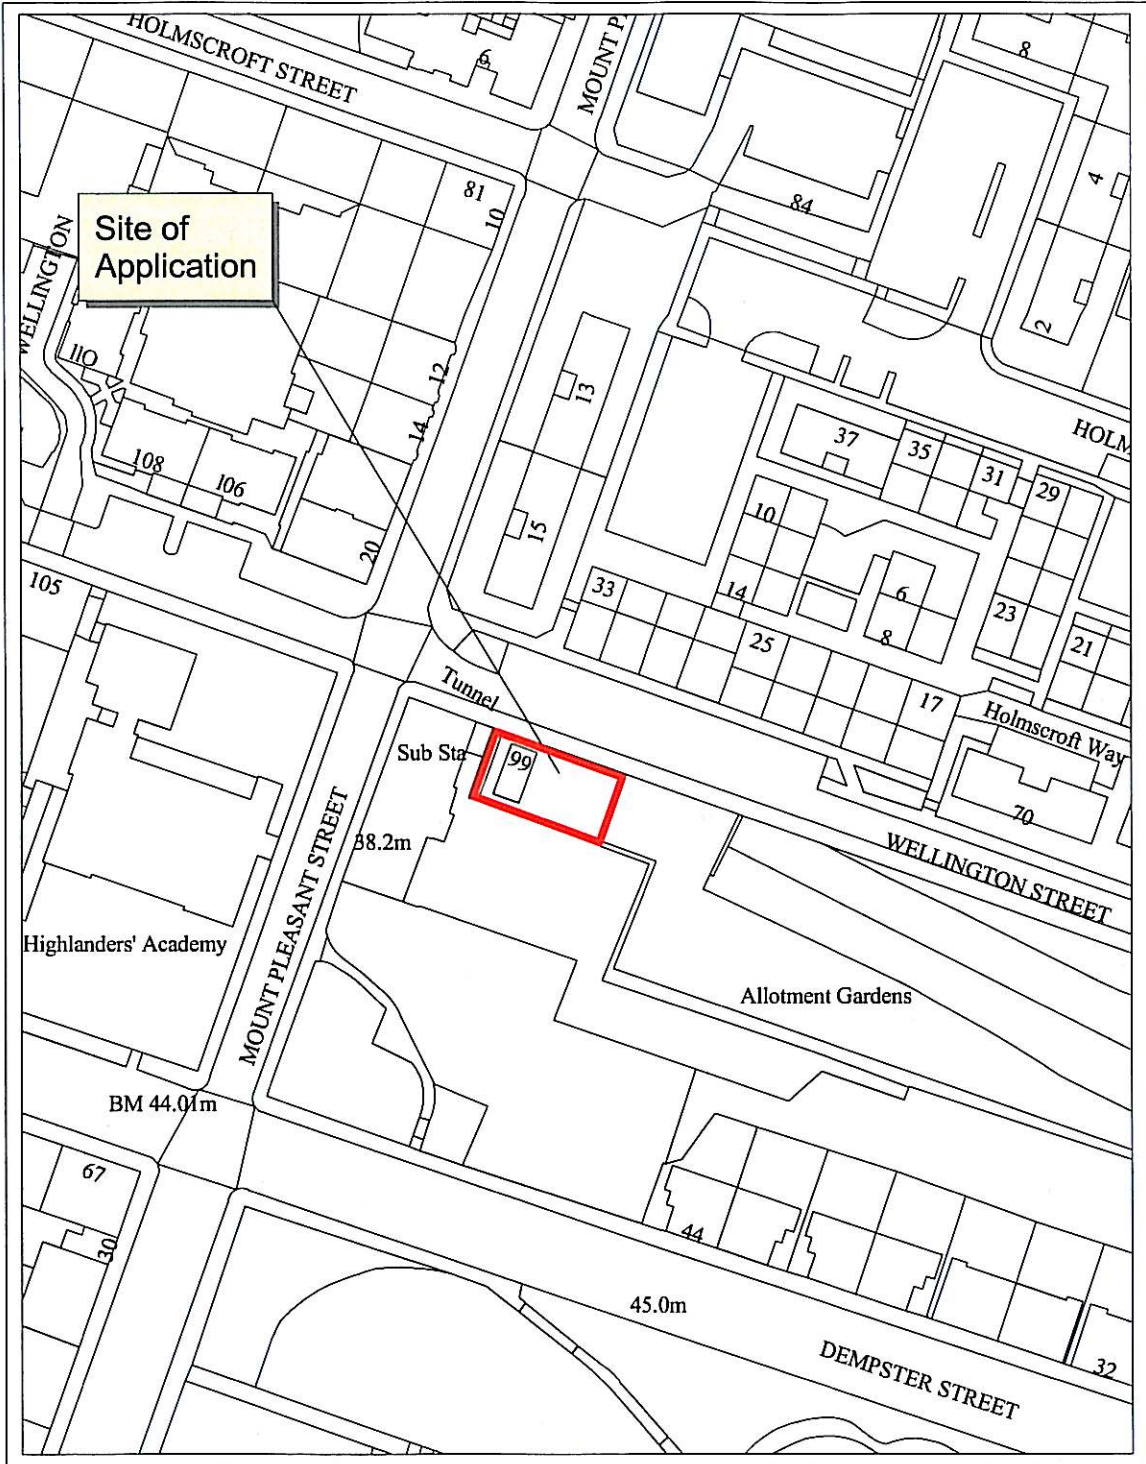 HOLMSCROFT STREET
6
MOUNT P
8
4
81
10
84
Site of
Application
WELLINGTON
2
110
12
13
14
HOLM
37
35
31
29
108
106
10
15
20
105
33
14
6
23
8
25
21
17
Tunnel
Holmscroft Way
Sub Sta
99
70
38.2m
WELLINGTON STREET
MOUNT PLEASANT STREET
Highlanders' Academy
Allotment Gardens
BM 44.01m
67
30
44
45.0m
DEMPSTER STREET
32